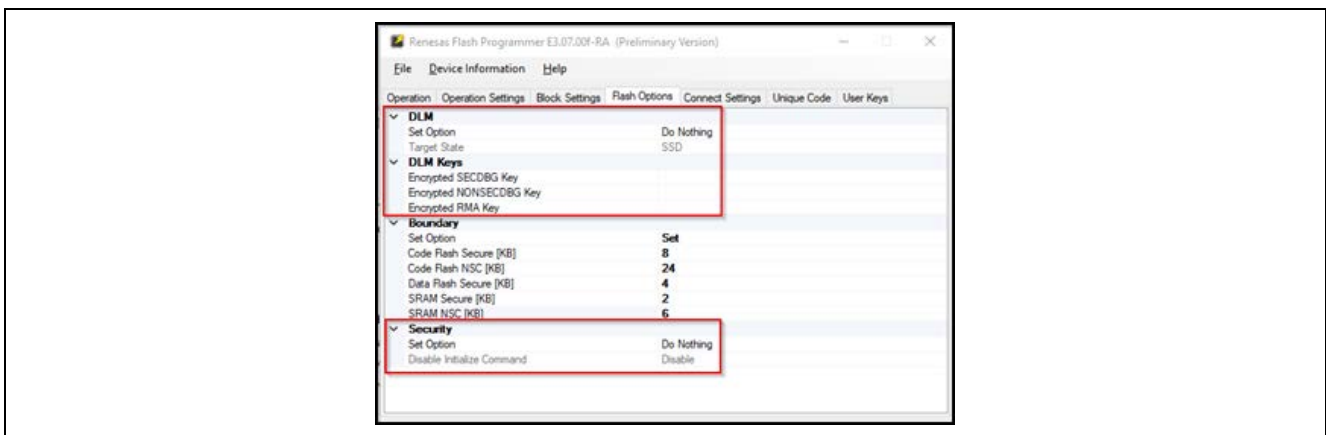 Renesas Flash Programmer E3.07.00f-RA (Preliminary Version)
File Device Information Help
Operation Operation Settings Block Settings Flash Options Connect Settings Unique Code User Keys
DLM
Set Option Do Nothing
Target State SSD
DLM Keys
Encrypted SECDBG Key
Encrypted NONSECDBG Key
Encrypted RMA Key
Boundary
Set Option Set
Code Flash Secure [KB] 8
Code Flash NSC [KB] 24
Data Flash Secure [KB] 4
SRAM Secure [KB] 2
SRAM NSC [KB] 6
Security
Set Option Do Nothing
Disable Initialize Command Disable